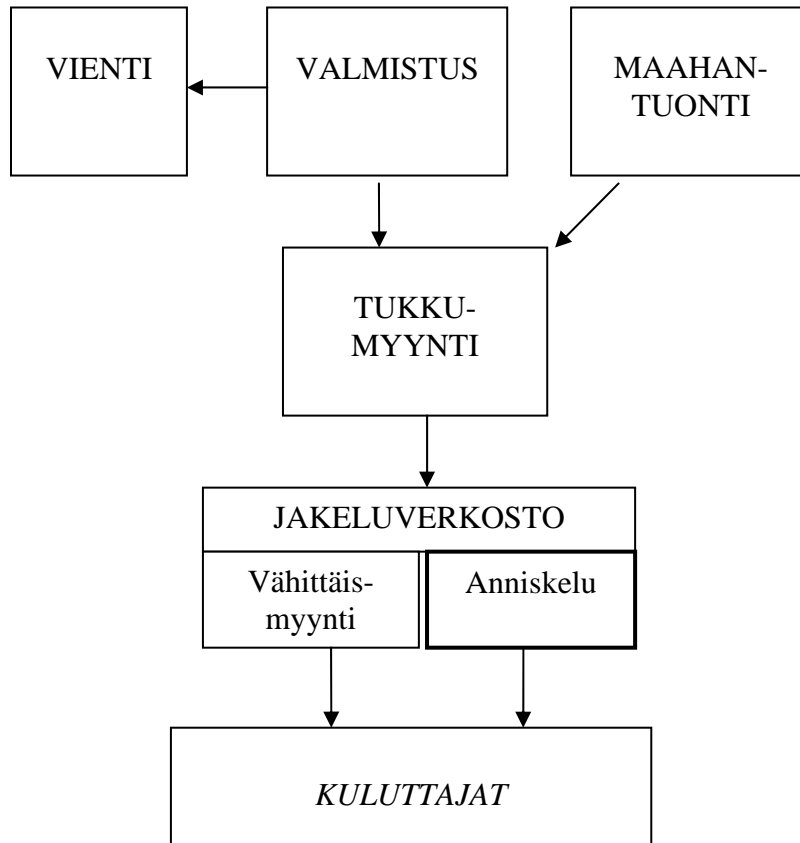 VIENTI
VALMISTUS
MAAHAN-
TUONTI
TUKKU-
MYYNTI
JAKELUVERKOSTO
Vähittäis-
myynti
Anniskelu
KULUTTAJAT